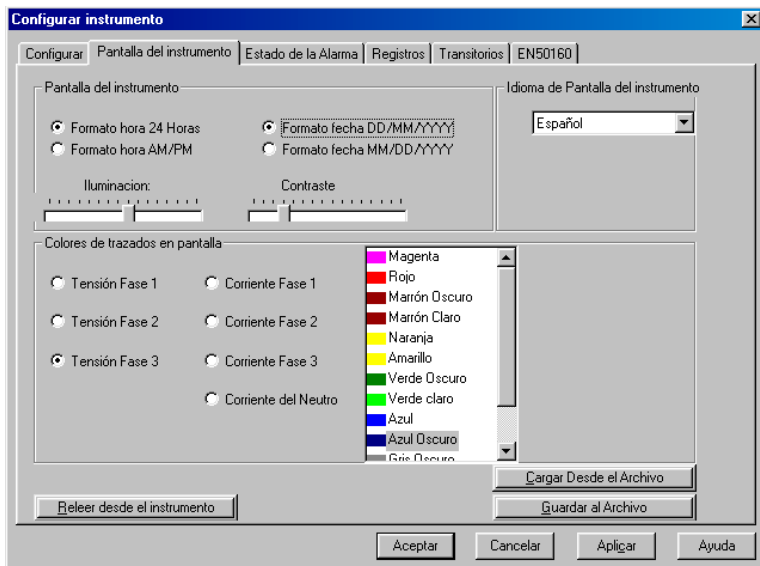 Configurar instrumento
Configurar
Pantalla del instrumento
Estado de la Alarma
Registros
Transitorios
EN50160
Pantalla del instrumento
Formato hora 24 Horas
Formato hora AM/PM
Formato fecha DD/MM/YYYY
Formato fecha MM/DD/YYYY
Iluminacion:
Contraste
Idioma de Pantalla del instrumento
Español
Colores de trazados en pantalla
Tensión Fase 1
Tensión Fase 2
Tensión Fase 3
Corriente Fase 1
Corriente Fase 2
Corriente Fase 3
Corriente del Neutro
Magenta
Rojo
Marrón Oscuro
Marrón Claro
Naranja
Amarillo
Verde Oscuro
Verde claro
Azul
Azul Oscuro
Gris Oscuro
Cargar Desde el Archivo
Releer desde el instrumento
Guardar al Archivo
Aceptar
Cancelar
Aplicar
Ayuda